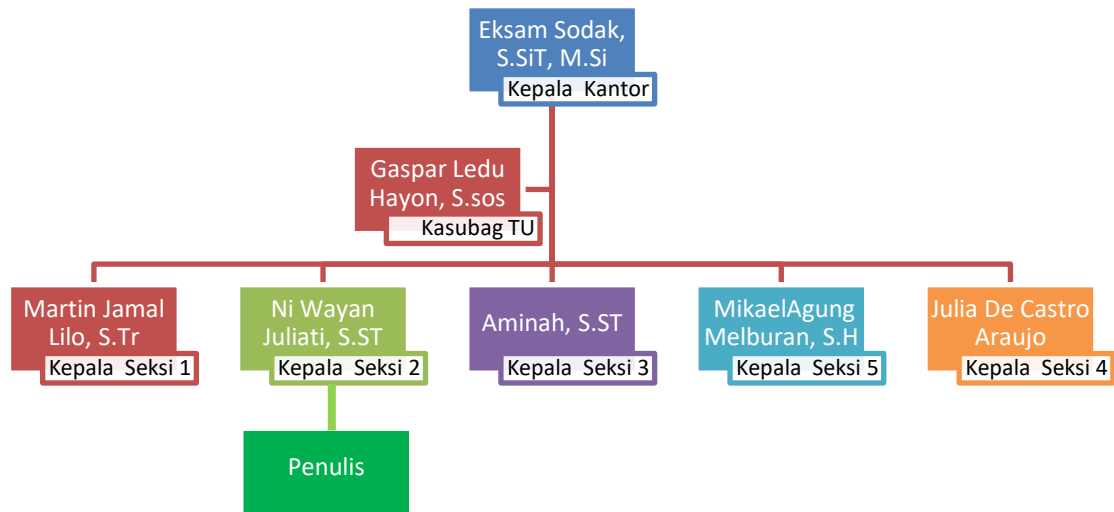 Eksam Sodak,
S.SiT, M.Si
Kepala Kantor
Gaspar Ledu
Hayon, S.sos
Kasubag TU
Martin Jamal
Lilo, S.Tr
Kepala Seksi 1
Ni Wayan
Juliati, S.ST
Kepala Seksi 2
Aminah, S.ST
Kepala Seksi 3
MikaelAgung
Melburan, S.H
Kepala Seksi 5
Julia De Castro
Araujo
Kepala Seksi 4
Penulis